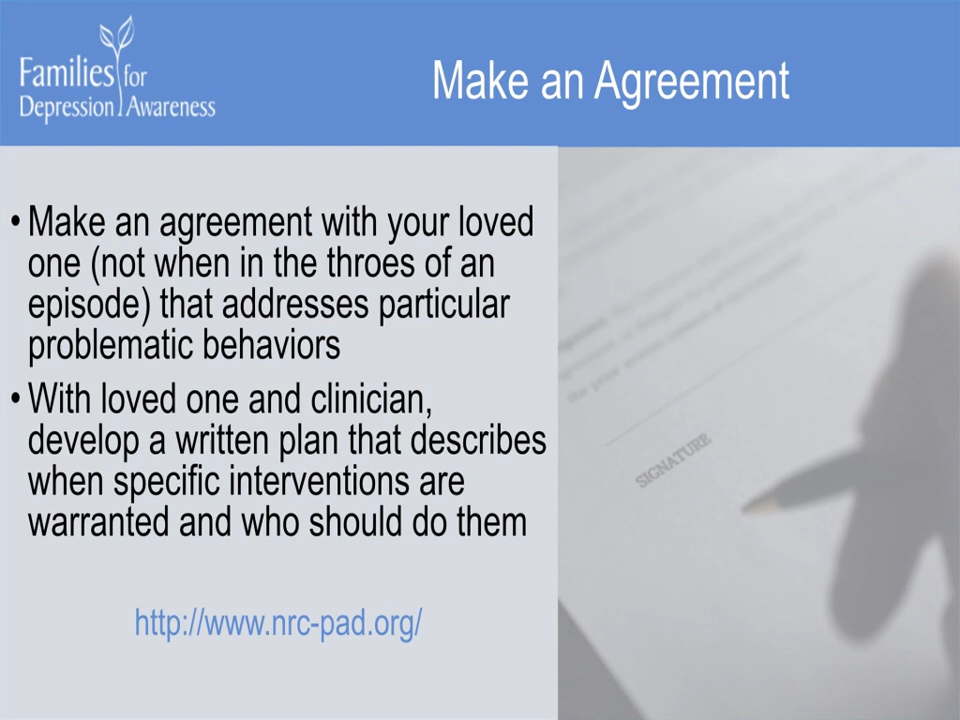 Families for
Depression Awareness
Make an Agreement
• Make an agreement with your loved
one (not when in the throes of an
episode) that addresses particular
problematic behaviors
• With loved one and clinician,
develop a written plan that describes
when specific interventions are
warranted and who should do them
http://www.nrc-pad.org/
SIGNATURE